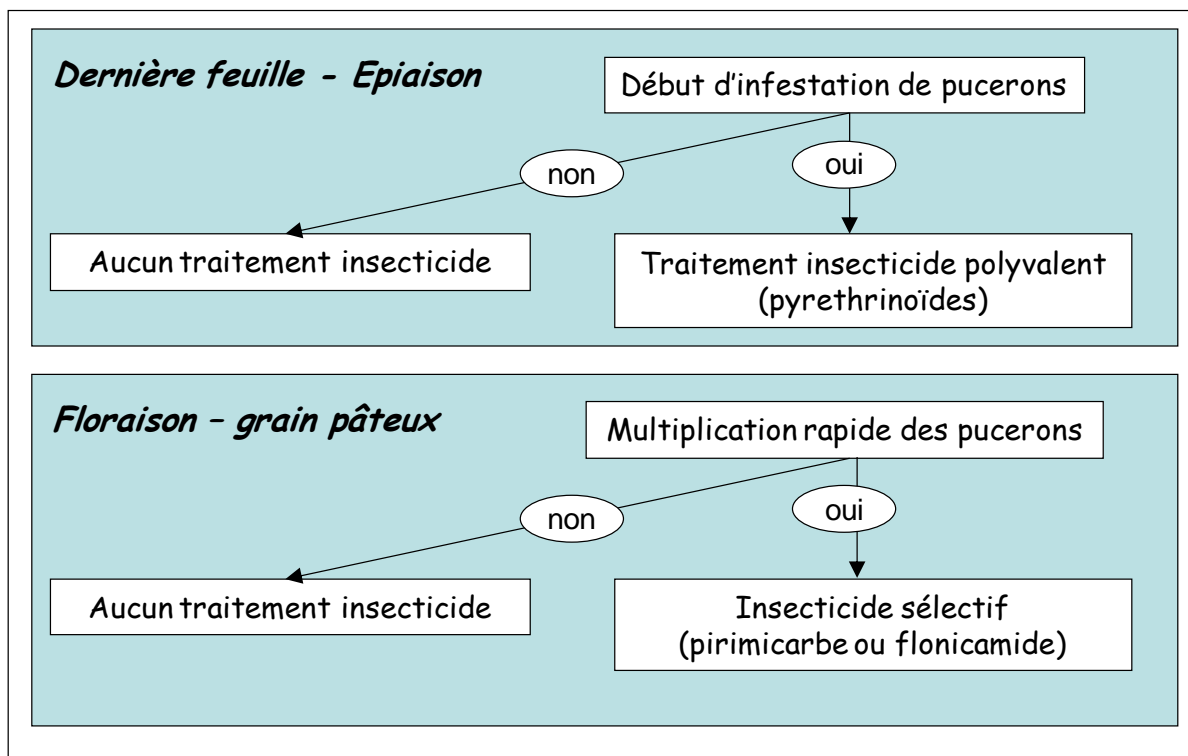 Dernière feuille - Epiaison
Début d'infestation de pucerons
non
oui
Aucun traitement insecticide
Traitement insecticide polyvalent
(pyrethrinoïdes)
Floraison – grain pâteux
Multiplication rapide des pucerons
non
oui
Aucun traitement insecticide
Insecticide sélectif
(pirimicarbe ou flonicamide)